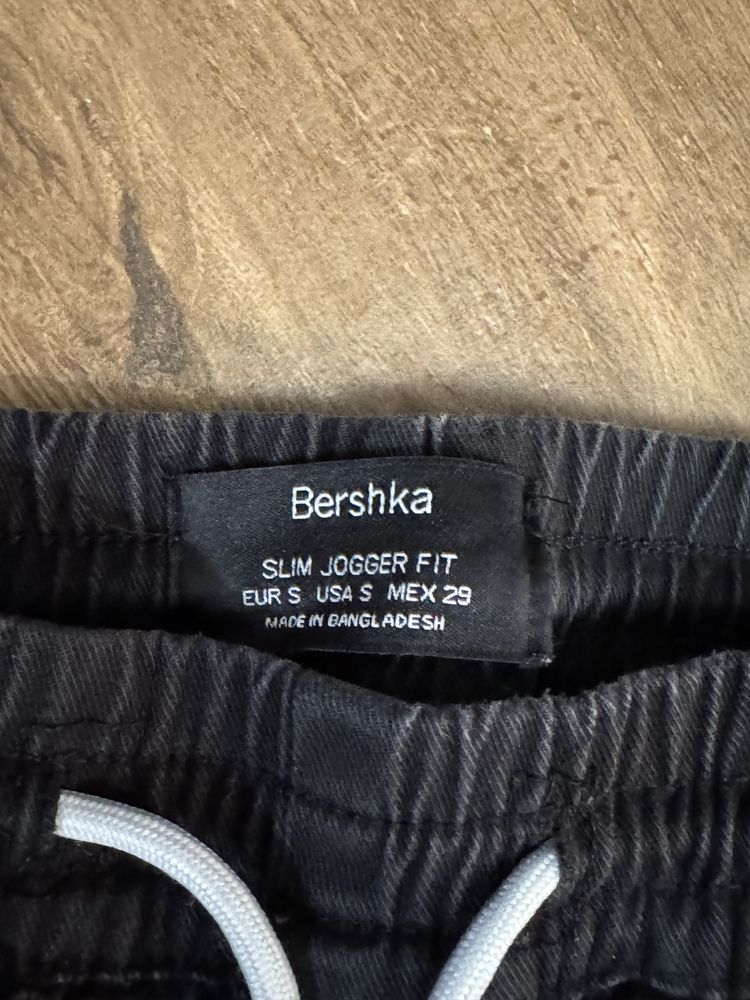 Bershka
SLIM JOGGER FIT
EUR S USA S MEX 29
MADE IN BANGLADESH